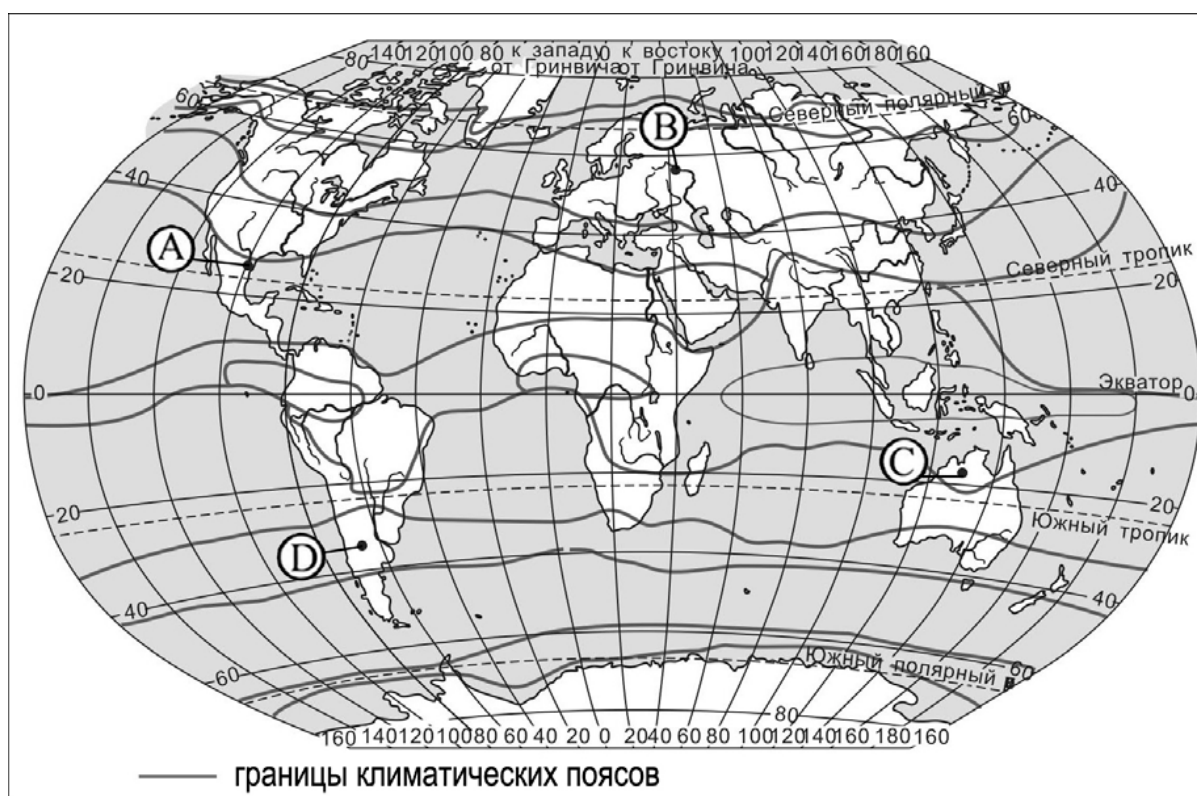 140 120 100 80 к западу 0 к востоку 100 120 140 160 180 160
от Гринвича от Гринвича
80
60
Северный полярный
60
B
40
40
A
Северный тропик
20
20
Экватор
0
0
C
20
20
Южный тропик
D
40
40
60
Южный полярный
60
80
160 140 120 100 80 60 40 20 0 20 40 60 80 100 120 140 160 180 160
границы климатических поясов